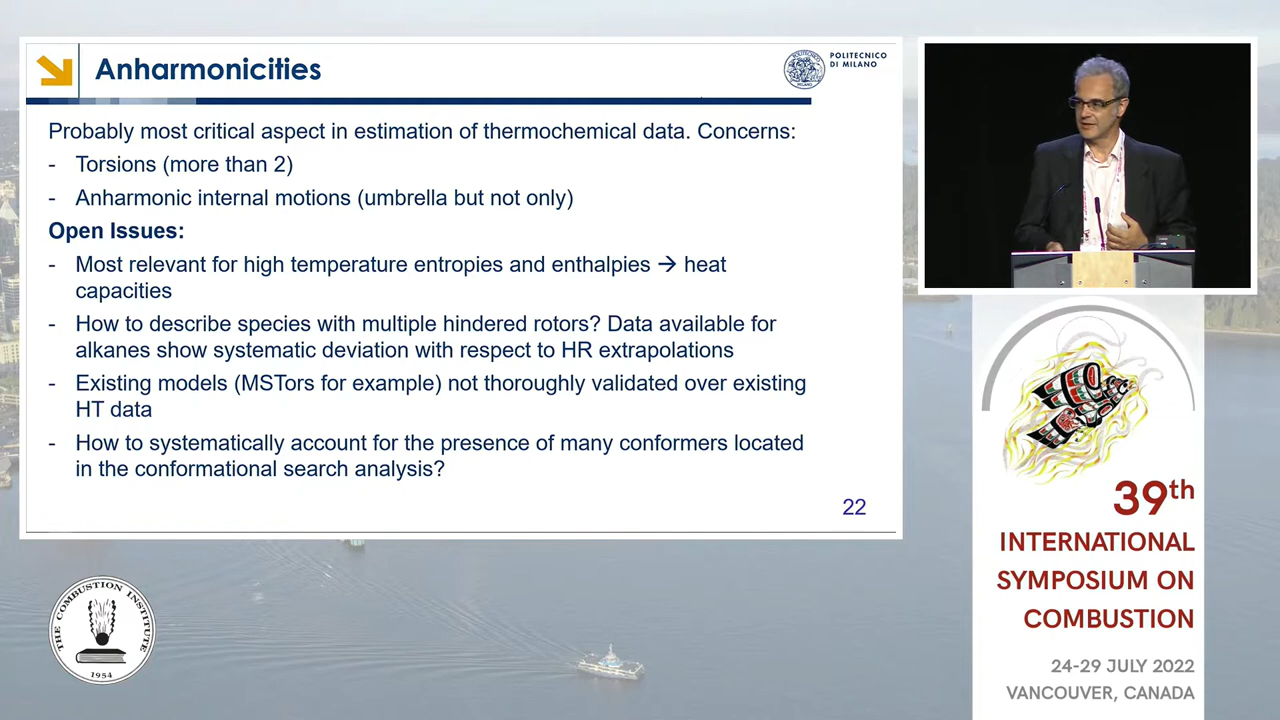 Anharmonicities
POLITECNICO
DI MILANO
Probably most critical aspect in estimation of thermochemical data. Concerns:
- Torsions (more than 2)
- Anharmonic internal motions (umbrella but not only)
Open Issues:
- Most relevant for high temperature entropies and enthalpies → heat
capacities
- How to describe species with multiple hindered rotors? Data available for
alkanes show systematic deviation with respect to HR extrapolations
- Existing models (MSTors for example) not thoroughly validated over existing
HT data
- How to systematically account for the presence of many conformers located
in the conformational search analysis?
22
THE COMBUSTION INSTITUTE
1954
39th
INTERNATIONAL
SYMPOSIUM ON
COMBUSTION
24-29 JULY 2022
VANCOUVER, CANADA